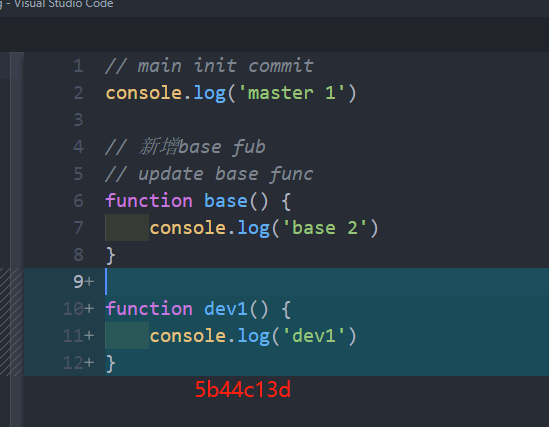 - Visual Studio Code
1 // main init commit
2 console.log('master 1')
3
4 // 新增base fub
5 // update base func
6 function base() {
7 console.log('base 2')
8 }
9+
10+ function dev1() {
11+ console.log('dev1')
12+ }
5b44c13d